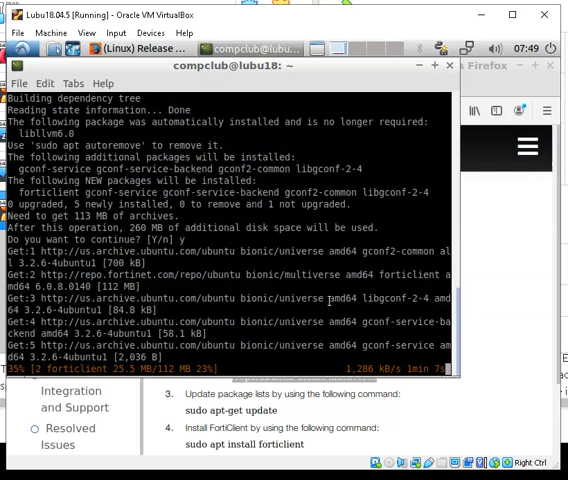 Lubu18.04.5 [Running] - Oracle VM VirtualBox
File Machine View Input Devices Help
(Linux) Release ... compclub@lubu18:... 07:49
compclub@lubu18: ~
n Firefox
File Edit Tabs Help
Building dependency tree
Reading state information... Done
The following package was automatically installed and is no longer required:
libllvm6.0
Use 'sudo apt autoremove' to remove it.
The following additional packages will be installed:
gconf-service gconf-service-backend gconf2-common libgconf-2-4
The following NEW packages will be installed:
forticlient gconf-service gconf-service-backend gconf2-common libgconf-2-4
0 upgraded, 5 newly installed, 0 to remove and 1 not upgraded.
Need to get 113 MB of archives.
After this operation, 260 MB of additional disk space will be used.
Do you want to continue? [Y/n] y
Get:1 http://us.archive.ubuntu.com/ubuntu bionic/universe amd64 gconf2-common al
l 3.2.6-4ubuntu1 [700 kB]
Get:2 http://repo.fortinet.com/repo/ubuntu bionic/multiverse amd64 forticlient a
md64 6.0.8.0140 [112 MB]
Get:3 http://us.archive.ubuntu.com/ubuntu bionic/universe amd64 libgconf-2-4 amd
64 3.2.6-4ubuntu1 [84.8 kB]
Get:4 http://us.archive.ubuntu.com/ubuntu bionic/universe amd64 gconf-service-ba
ckend amd64 3.2.6-4ubuntu1 [58.1 kB]
Get:5 http://us.archive.ubuntu.com/ubuntu bionic/universe amd64 gconf-service am
d64 3.2.6-4ubuntu1 [2,036 B]
35% [2 forticlient 25.5 MB/112 MB 23%] 1,286 kB/s 1min 7s
Integration
and Support
Resolved
Issues
3. Update package lists by using the following command:
sudo apt-get update
4. Install FortiClient by using the following command:
sudo apt install forticlient
Right Ctrl